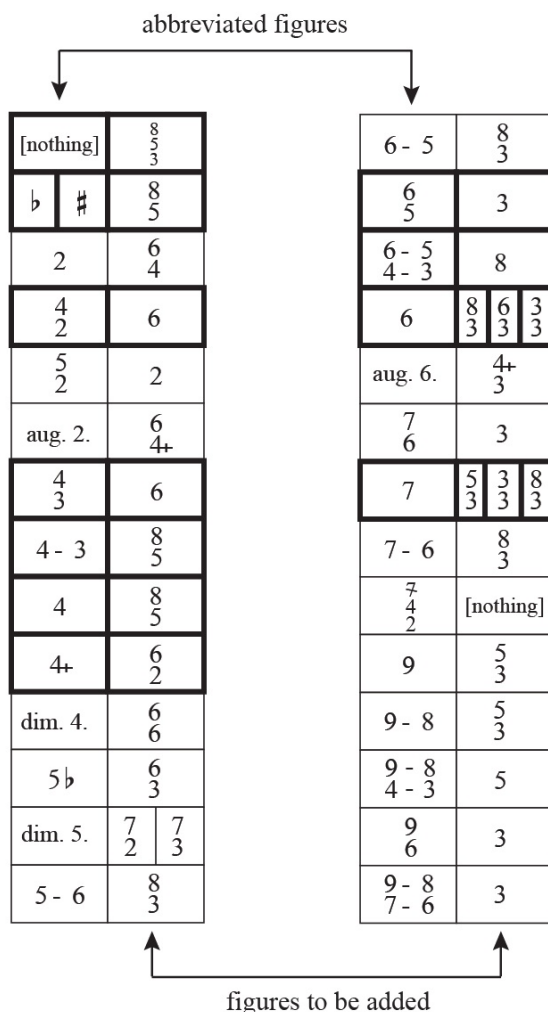 abbreviated figures
[nothing] 8 5 3
♭ ♯ 8 5
2 6 4
4 2 6
5 2 2
aug. 2. 6 4+
4 3 6
4 - 3 8 5
4 8 5
4+ 6 2
dim. 4. 6 6
5♭ 6 3
dim. 5. 7 2 7 3
5 - 6 8 3
6 - 5 8 3
6 5 3
6 - 5 4 - 3 8
6 8 3 6 3 3 3
aug. 6. 4+ 3
7 6 3
7 5 3 3 3 8 3
7 - 6 8 3
7 4 2 [nothing]
9 5 3
9 - 8 5 3
9 - 8 4 - 3 5
9 6 3
9 - 8 7 - 6 3
figures to be added